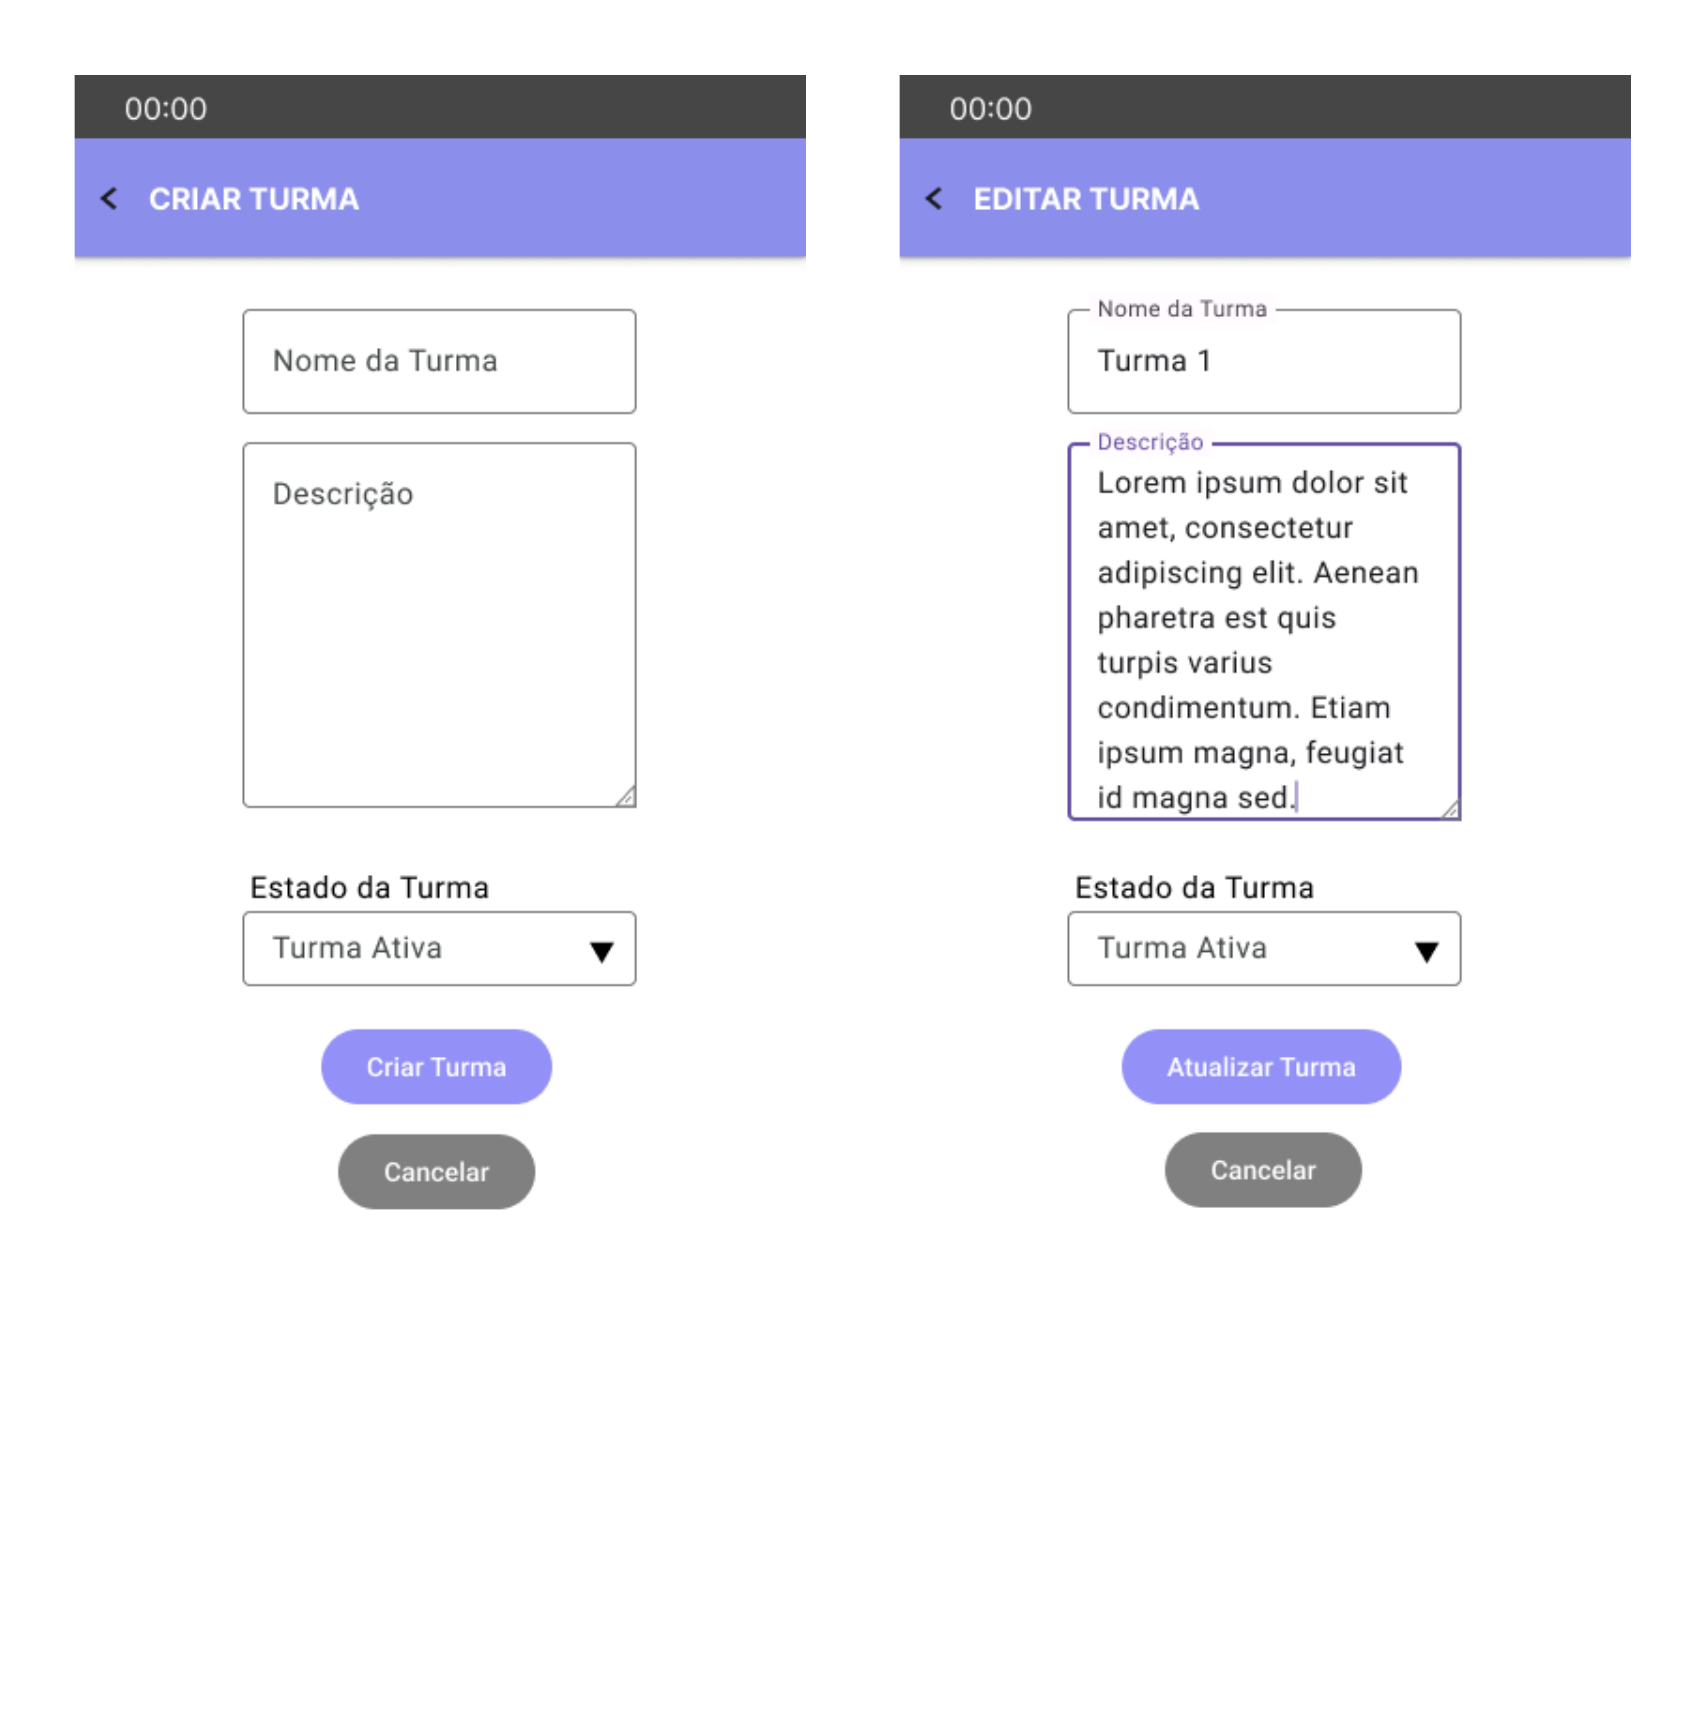 00:00
CRIAR TURMA
Nome da Turma
Descrição
Estado da Turma
Turma Ativa
Criar Turma
Cancelar
00:00
EDITAR TURMA
Nome da Turma
Turma 1
Descrição
Lorem ipsum dolor sit
amet, consectetur
adipiscing elit. Aenean
pharetra est quis
turpis varius
condimentum. Etiam
ipsum magna, feugiat
id magna sed.
Estado da Turma
Turma Ativa
Atualizar Turma
Cancelar